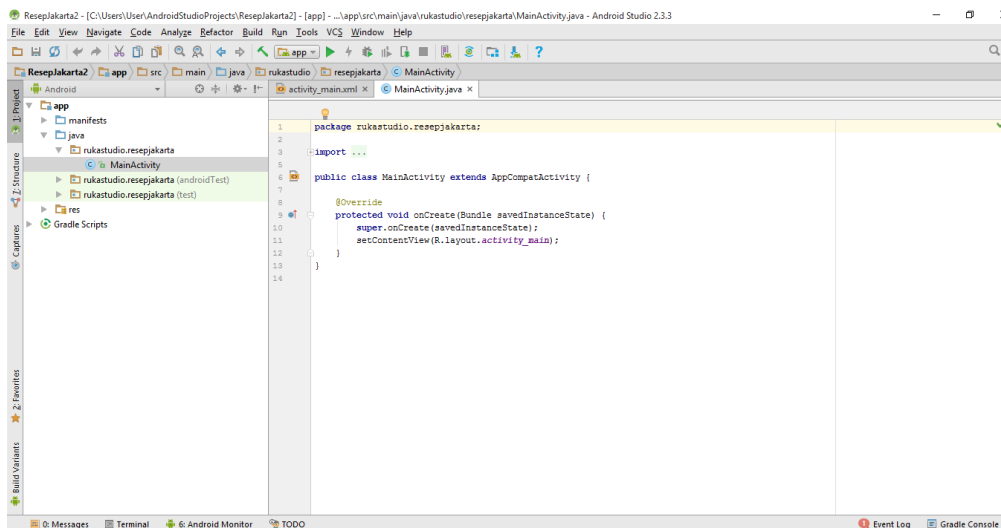 ResepJakarta2 - [C:\Users\User\AndroidStudioProjects\ResepJakarta2] - [app] - ...\app\src\main\java\rukastudio\resepjakarta\MainActivity.java - Android Studio 2.3.3
File Edit View Navigate Code Analyze Refactor Build Run Tools VCS Window Help
app
ResepJakarta2 app src main java rukastudio resepjakarta MainActivity
Android
activity_main.xml
MainActivity.java
1: Project
7: Structure
Captures
2: Favorites
Build Variants
app
manifests
java
rukastudio.resepjakarta
MainActivity
rukastudio.resepjakarta (androidTest)
rukastudio.resepjakarta (test)
res
Gradle Scripts
1 package rukastudio.resepjakarta;
2
3 import ...
5
6 public class MainActivity extends AppCompatActivity {
7
8 @Override
9 protected void onCreate(Bundle savedInstanceState) {
10 super.onCreate(savedInstanceState);
11 setContentView(R.layout.activity_main);
12 }
13 }
14
0: Messages Terminal 6: Android Monitor TODO 1 Event Log Gradle Console